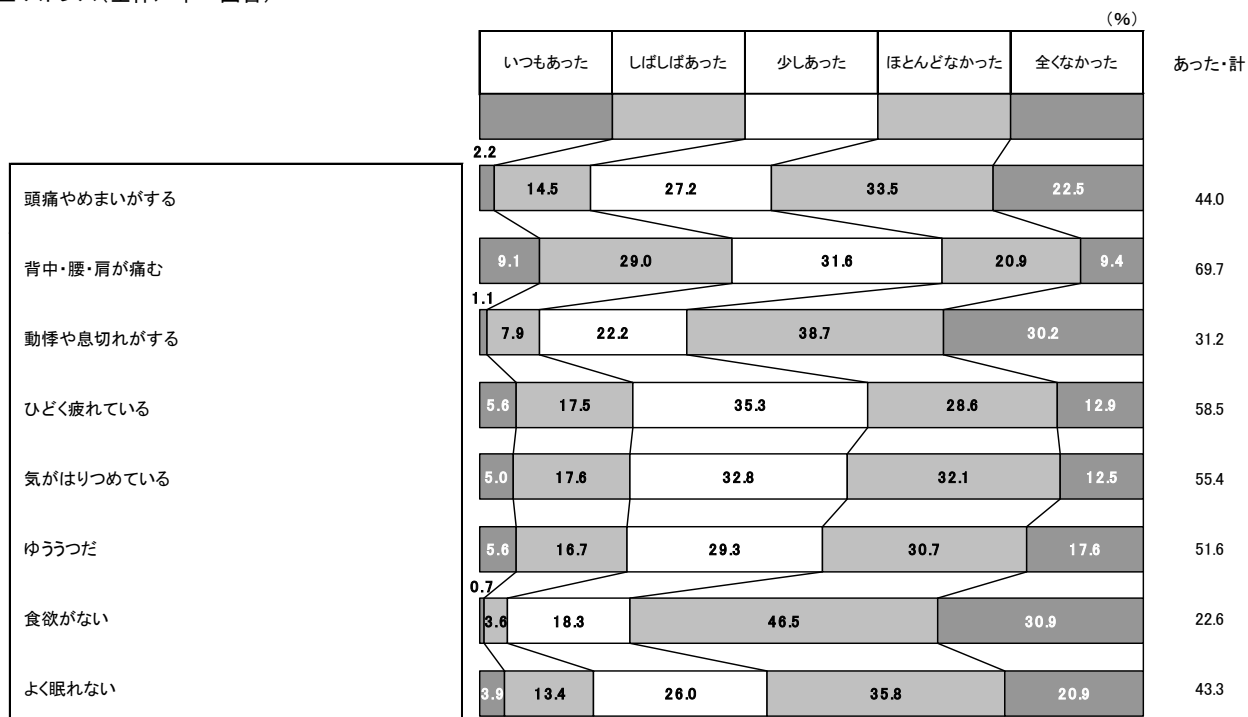 (%)
いつもあった しばしばあった 少しあった ほとんどなかった 全くなかった あった・計
頭痛やめまいがする 2.2 14.5 27.2 33.5 22.5 44.0
背中・腰・肩が痛む 9.1 29.0 31.6 20.9 9.4 69.7
動悸や息切れがする 1.1 7.9 22.2 38.7 30.2 31.2
ひどく疲れている 5.6 17.5 35.3 28.6 12.9 58.5
気がはりつめている 5.0 17.6 32.8 32.1 12.5 55.4
ゆううつだ 5.6 16.7 29.3 30.7 17.6 51.6
食欲がない 0.7 3.6 18.3 46.5 30.9 22.6
よく眠れない 3.9 13.4 26.0 35.8 20.9 43.3